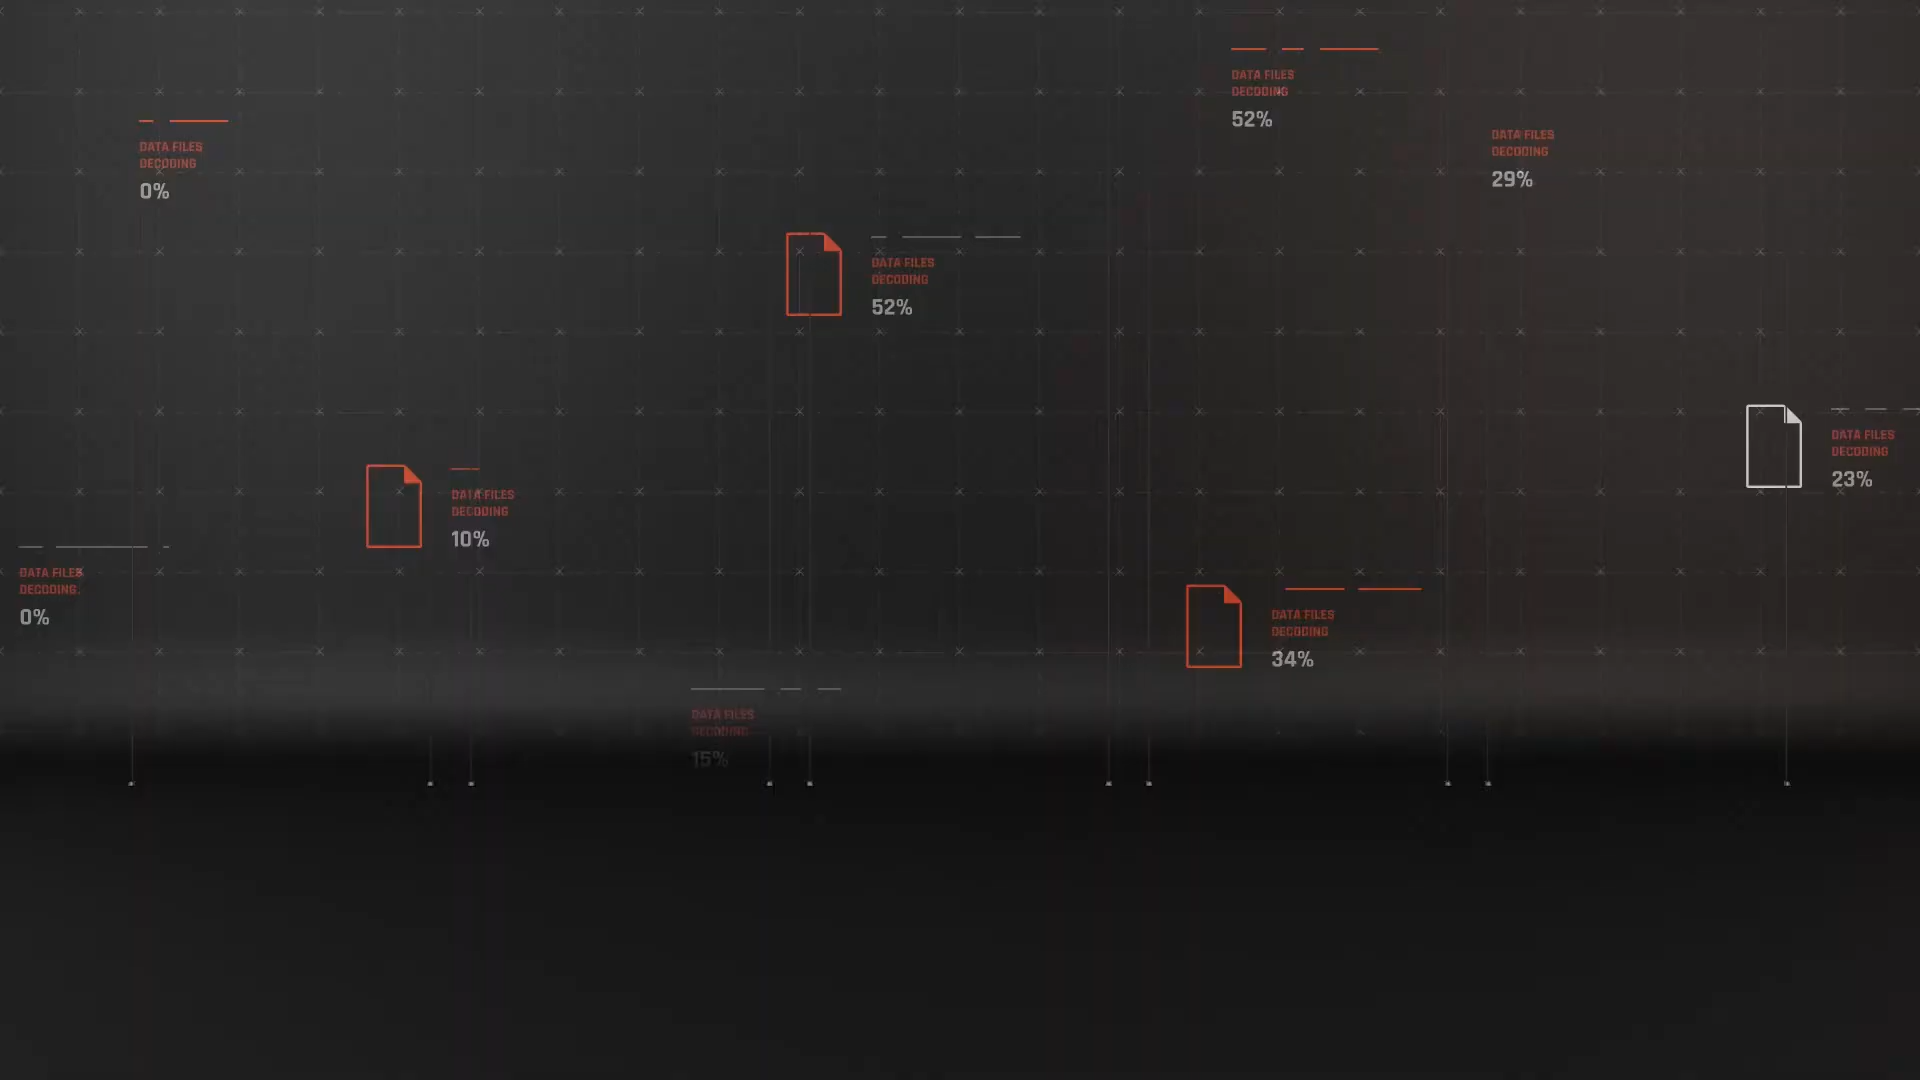 DATA FILES
DECODING
52%
DATA FILES
DECODING
29%
DATA FILES
DECODING
0%
DATA FILES
DECODING
52%
DATA FILES
DECODING
23%
DATA FILES
DECODING
10%
DATA FILES
DECODING
0%
DATA FILES
DECODING
34%
DATA FILES
DECODING
15%